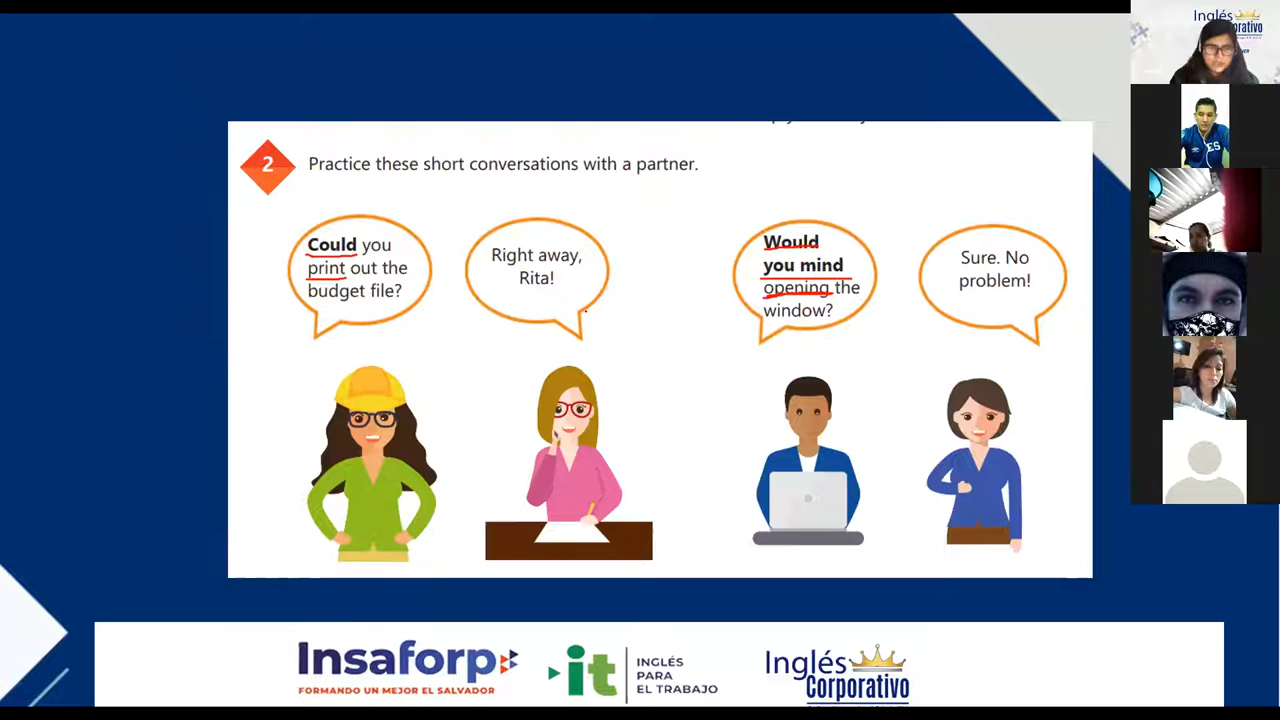 2 Practice these short conversations with a partner.
Could you
print out the
budget file?
Right away,
Rita!
Would
you mind
opening the
window?
Sure. No
problem!
Insaforp
FORMANDO UN MEJOR EL SALVADOR
it
INGLÉS
PARA
EL TRABAJO
Inglés
Corporativo
Inglés
ES